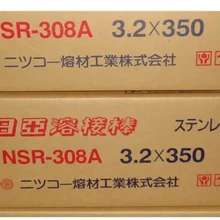 SR-308A 3.2×350
ニツコー熔材工業株式会社
日亞溶接棒 ステンレ
NSR-308A 3.2×350
ニツコー熔材工業株式会社